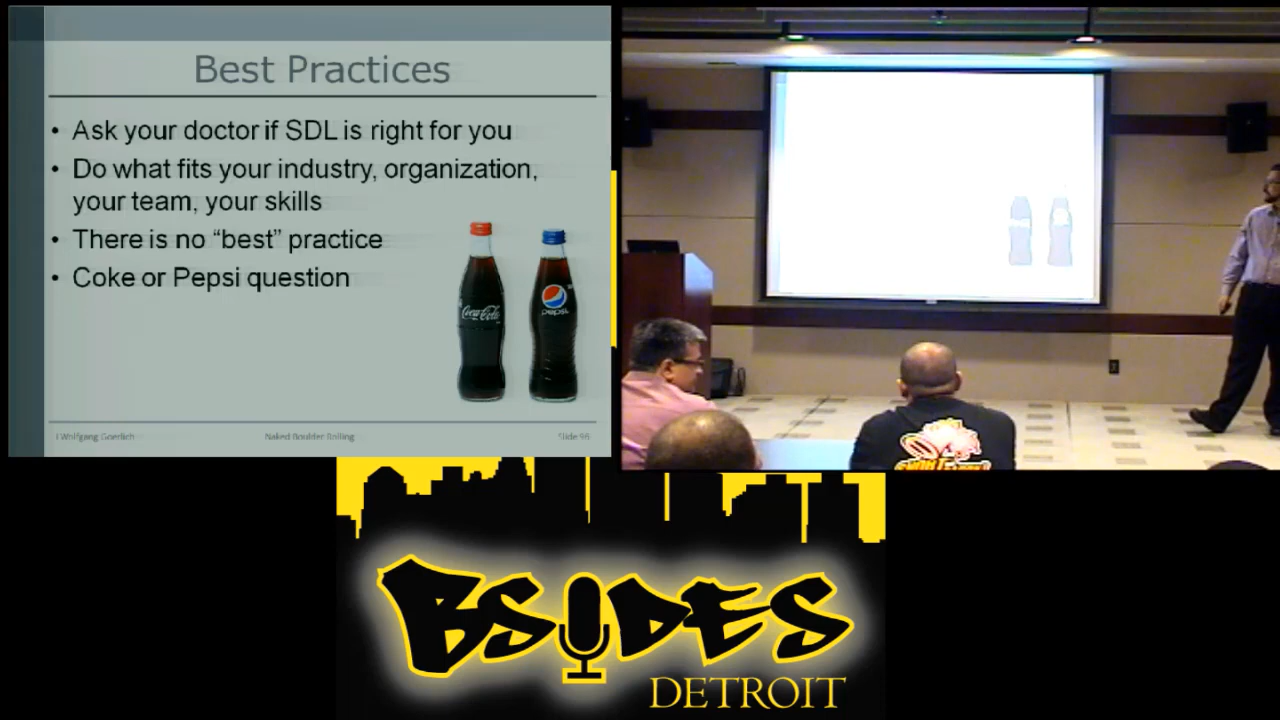 Best Practices
• Ask your doctor if SDL is right for you
• Do what fits your industry, organization,
your team, your skills
• There is no “best” practice
• Coke or Pepsi question
Coca-Cola
pepsi
J Wolfgang Goerlich
Naked Boulder Rolling
Slide 96
BSIDES
DETROIT